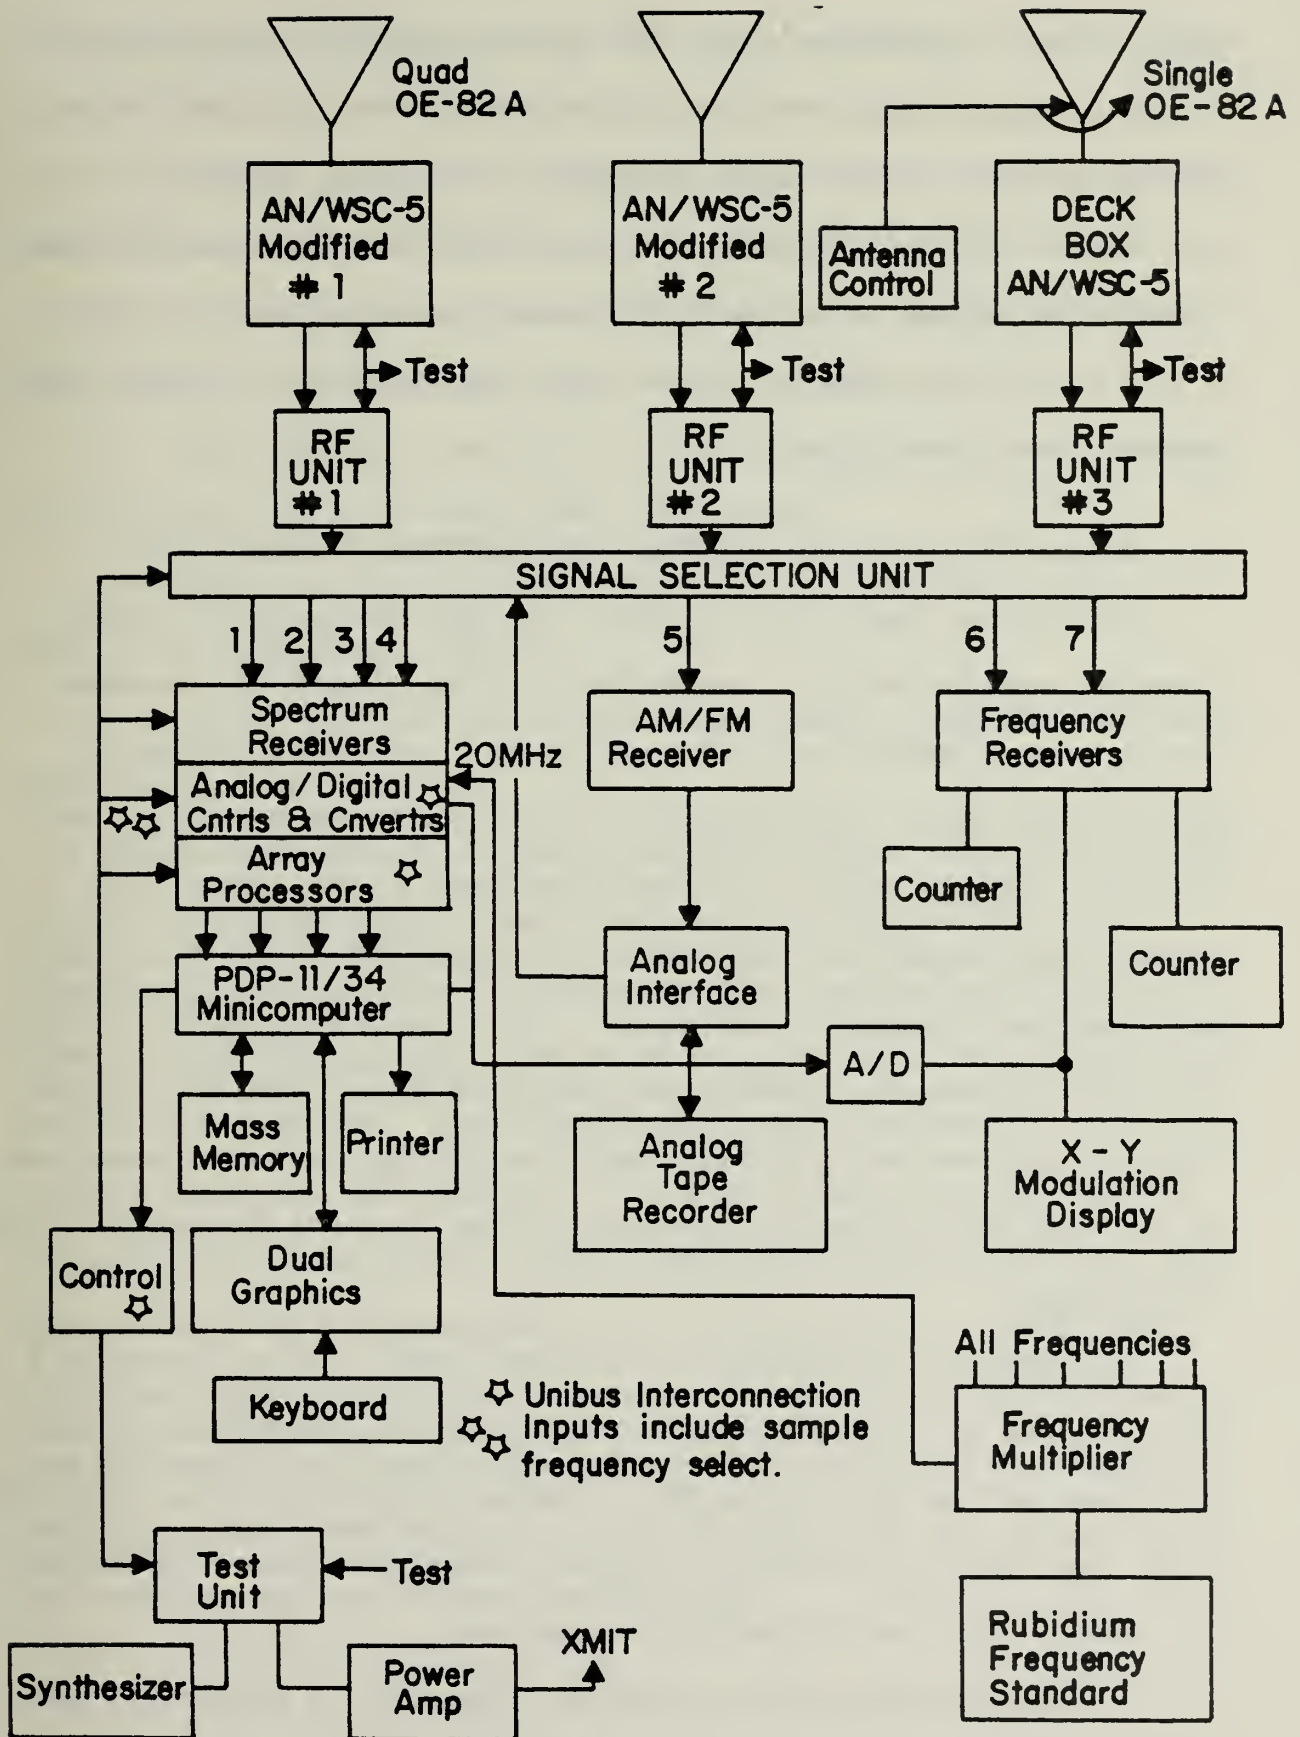 Quad
OE-82 A
Single
OE-82 A
AN/WSC-5
Modified
# 1
AN/WSC-5
Modified
# 2
Antenna
Control
DECK
BOX
AN/WSC-5
Test
Test
Test
RF
UNIT
#1
RF
UNIT
#2
RF
UNIT
#3
SIGNAL SELECTION UNIT
1
2
3
4
5
6
7
Spectrum
Receivers
20MHz
AM/FM
Receiver
Frequency
Receivers
Analog/Digital
Cntrls & Cnvertrs
Array
Processors
Counter
Counter
PDP-11/34
Minicomputer
Analog
Interface
A/D
Mass
Memory
Printer
Analog
Tape
Recorder
X - Y
Modulation
Display
Control
Dual
Graphics
Keyboard
Unibus Interconnection
Inputs include sample
frequency select.
All Frequencies
Frequency
Multiplier
Test
Unit
Test
Rubidium
Frequency
Standard
Synthesizer
Power
Amp
XMIT